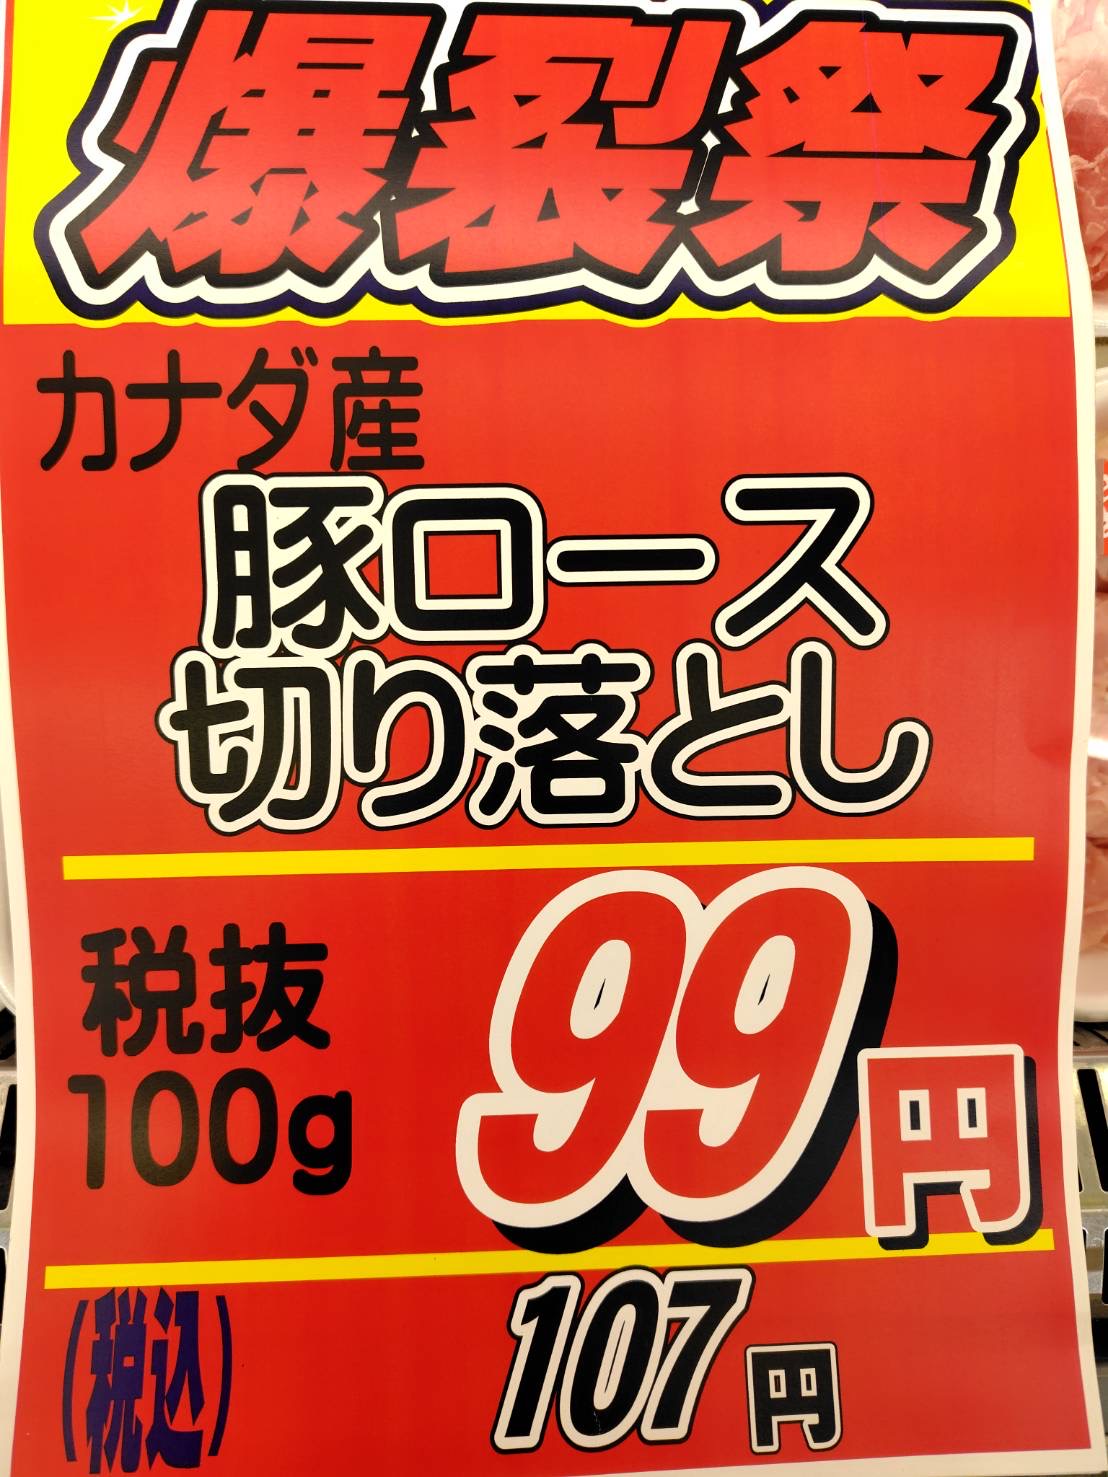 爆裂祭
カナダ産
豚ロース
切り落とし
税抜
100g
99円
(税込)
107円